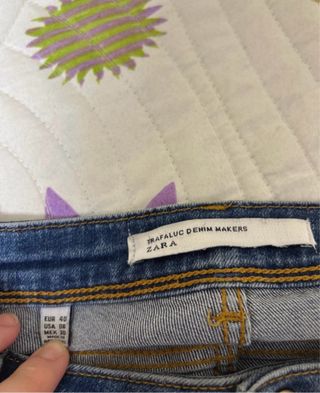 TRAFALUC DENIM MAKERS
ZARA
EUR 40
USA 08
MEX 30